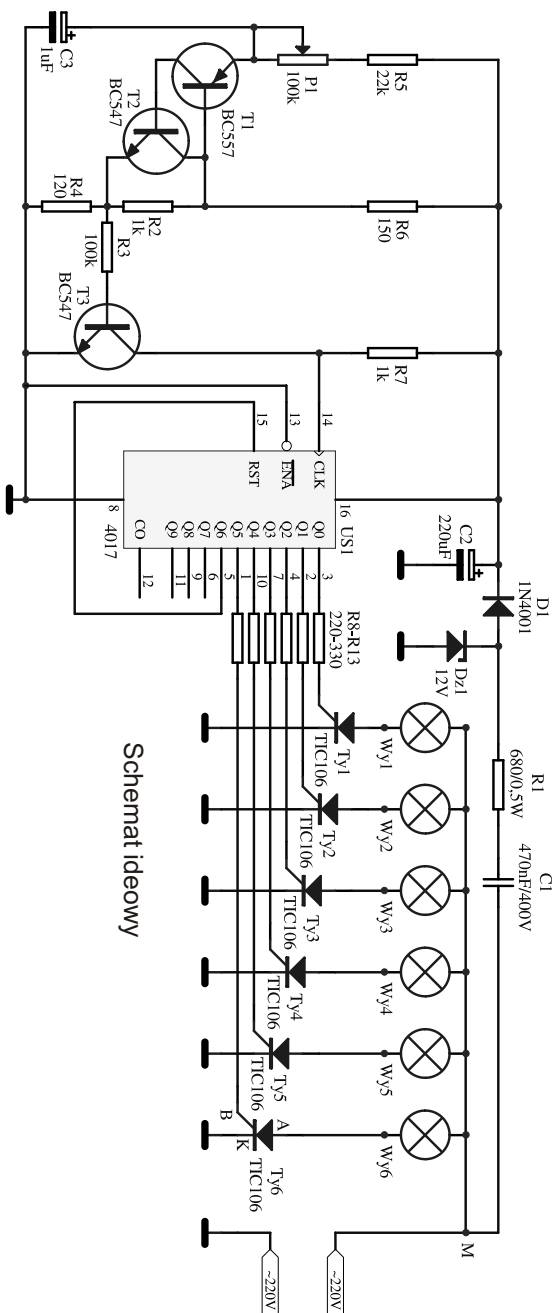 C3
1uF
P1
100k
R5
22k
T1
BC557
T2
BC547
R4
120
R2
1k
R6
150
R3
100k
T3
BC547
R7
1k
15
13
14
RST
ENA
CLK
8
16
4017
US1
CO
Q9
Q8
Q7
Q6
Q5
Q4
Q3
Q2
Q1
Q0
12
11
9
6
5
1
10
7
4
2
3
C2
220uF
+
+
D1
1N4001
Dz1
12V
R1
680/0,5W
C1
470nF/400V
R8-R13
220-330
Ty1
TIC106
Wy1
Ty2
TIC106
Wy2
Ty3
TIC106
Wy3
Ty4
TIC106
Wy4
Ty5
TIC106
Wy5
Ty6
TIC106
Wy6
A
B
K
M
~220V
~220V
Schemat ideowy